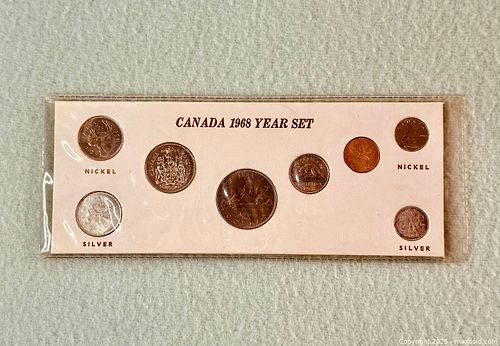 CANADA 1968 YEAR SET
NICKEL
NICKEL
SILVER
SILVER